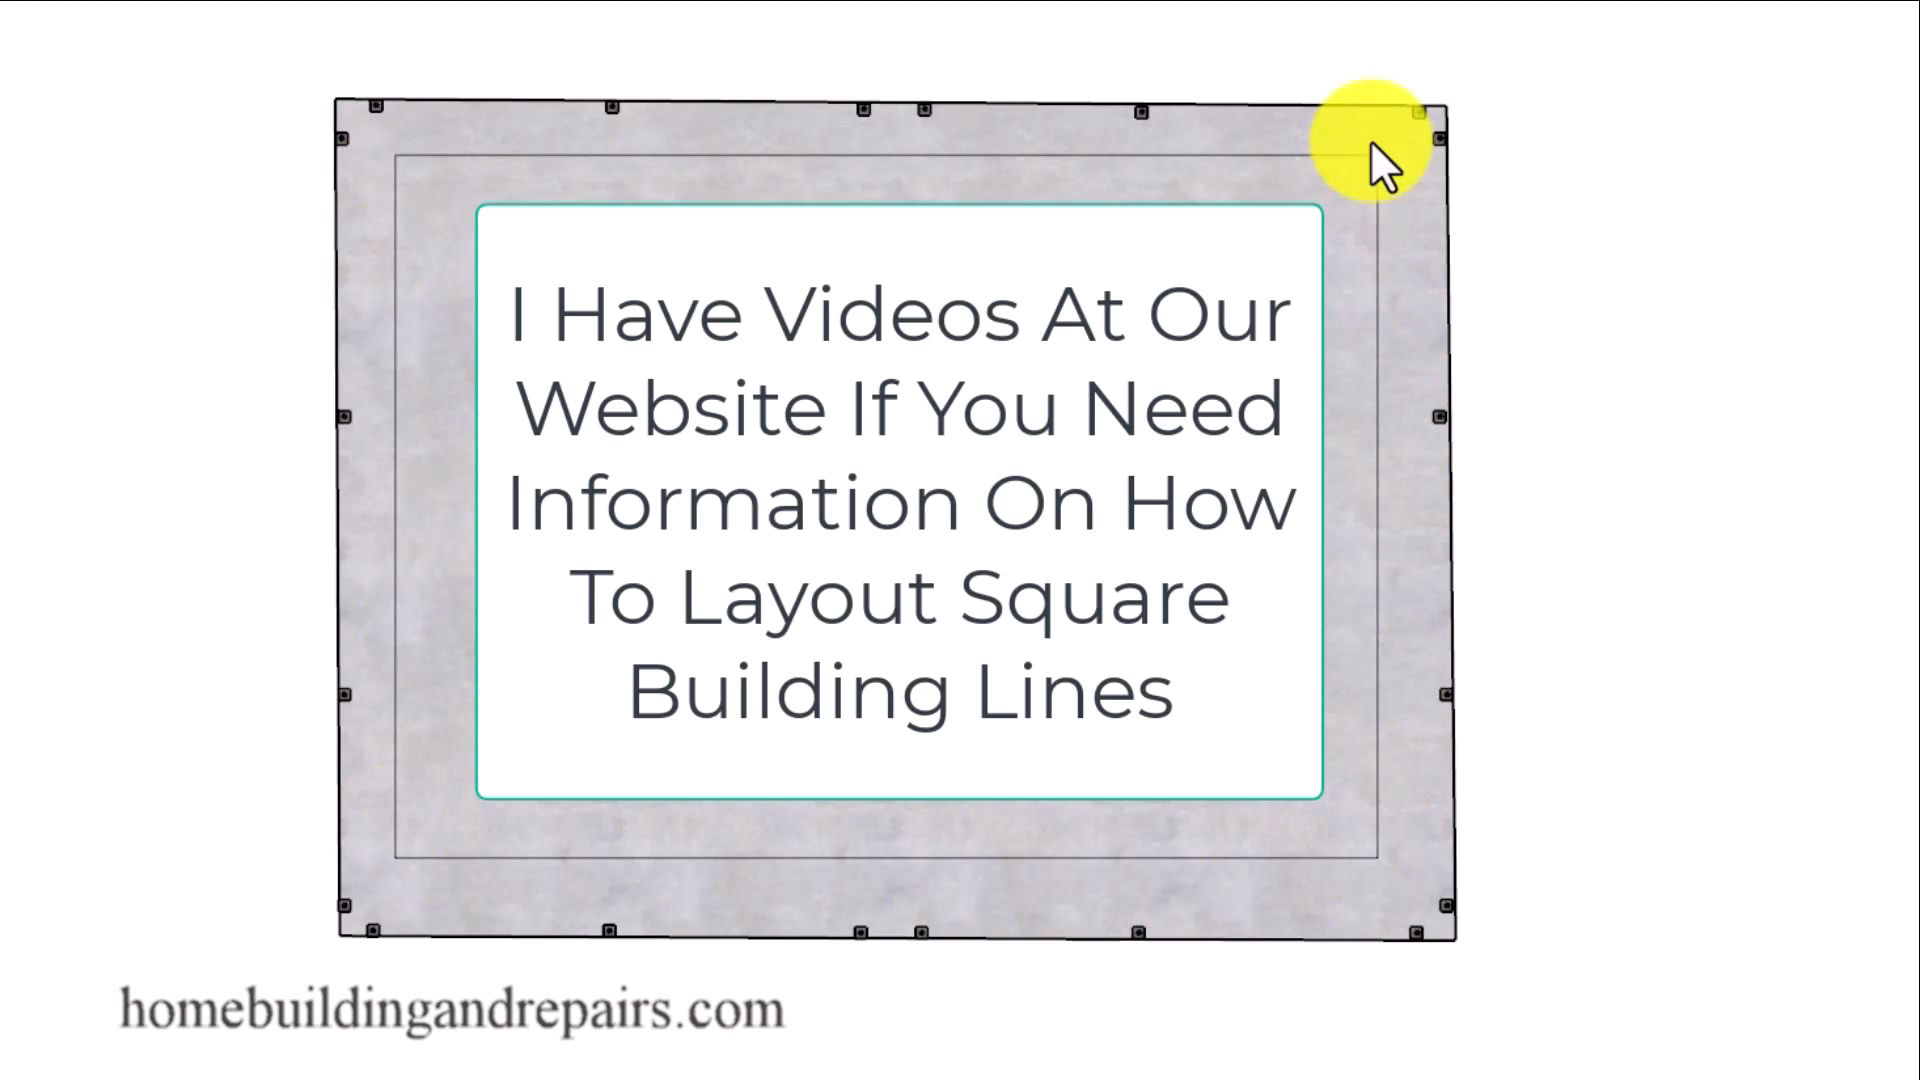 I Have Videos At Our
Website If You Need
Information On How
To Layout Square
Building Lines
homebuildingandrepairs.com